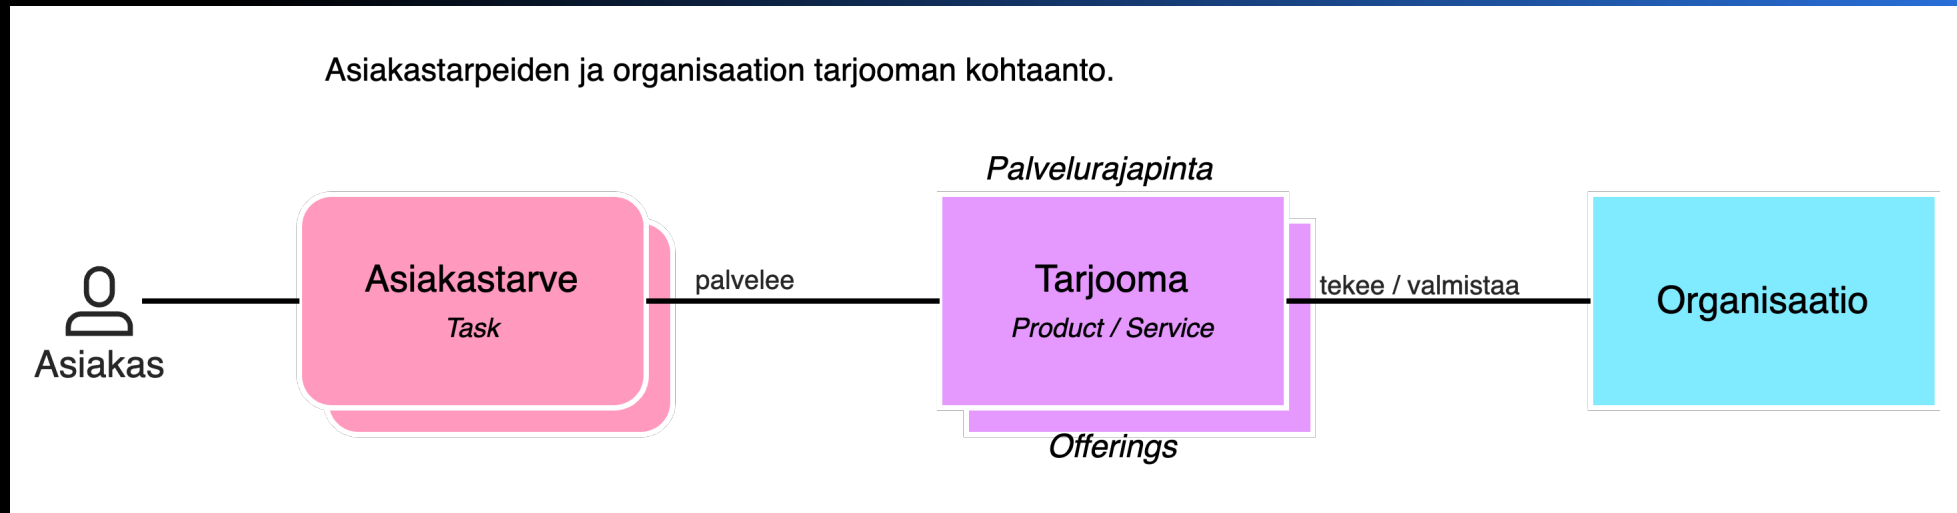 Asiakastarpeiden ja organisaation tarjooman kohtaanto.
Palvelurajapinta
Asiakas
Asiakastarve
Task
palvelee
Tarjooma
Product / Service
Offerings
tekee / valmistaa
Organisaatio